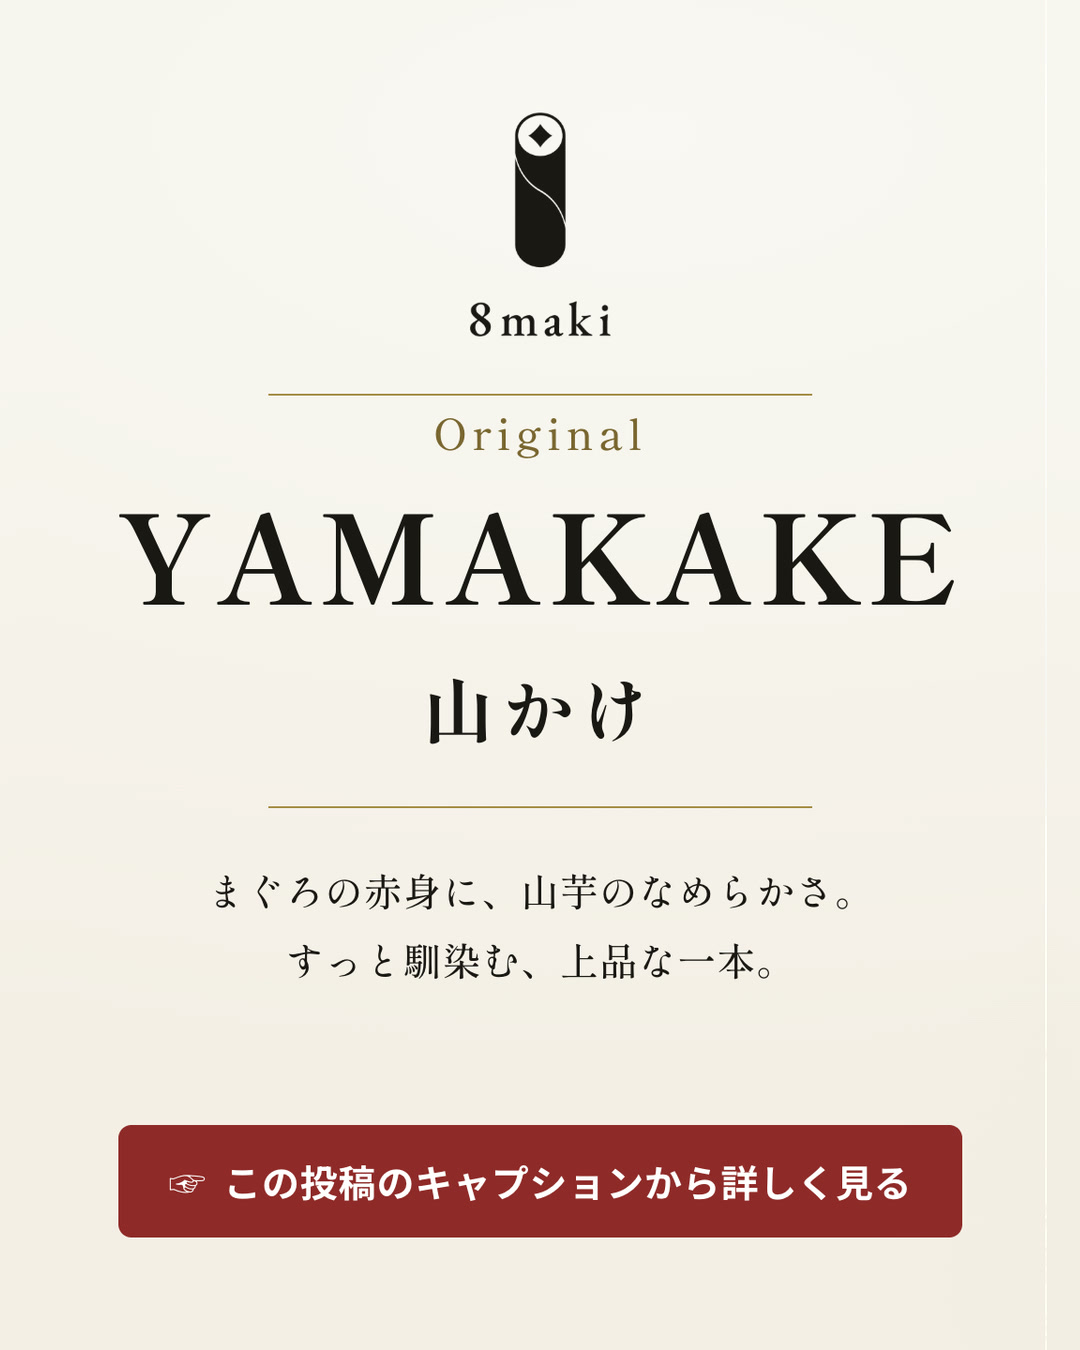 8maki
Original
YAMAKAKE
山かけ
まぐろの赤身に、山芋のなめらかさ。
すっと馴染む、上品な一本。
☞ この投稿のキャプションから詳しく見る